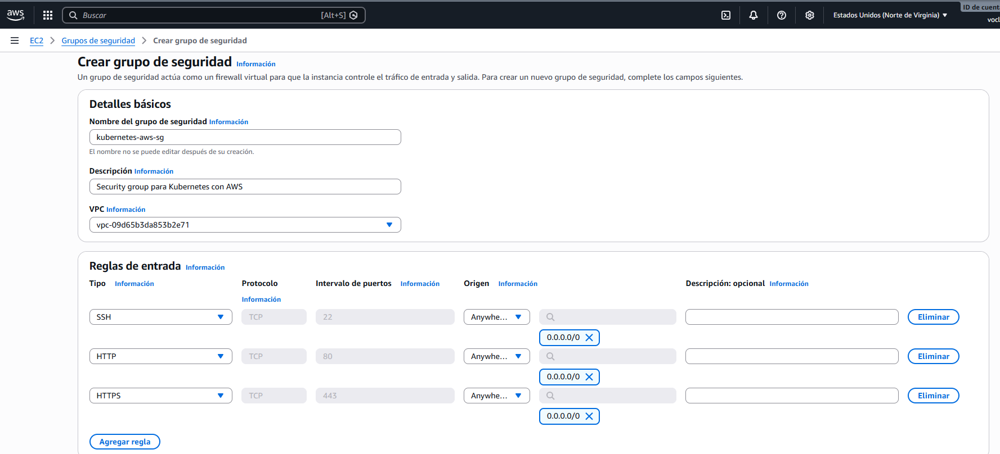 aws
Buscar [Alt+S]
Estados Unidos (Norte de Virginia)
ID de cuent
vocl
EC2 Grupos de seguridad Crear grupo de seguridad
Crear grupo de seguridad Información
Un grupo de seguridad actúa como un firewall virtual para que la instancia controle el tráfico de entrada y salida. Para crear un nuevo grupo de seguridad, complete los campos siguientes.
Detalles básicos
Nombre del grupo de seguridad Información
kubernetes-aws-sg
El nombre no se puede editar después de su creación.
Descripción Información
Security group para Kubernetes con AWS
VPC Información
vpc-09d65b3da853b2e71
Reglas de entrada Información
Tipo Información Protocolo Información Intervalo de puertos Información Origen Información Descripción: opcional Información
SSH TCP 22 Anywhe... Eliminar
0.0.0.0/0
HTTP TCP 80 Anywhe... Eliminar
0.0.0.0/0
HTTPS TCP 443 Anywhe... Eliminar
0.0.0.0/0
Agregar regla